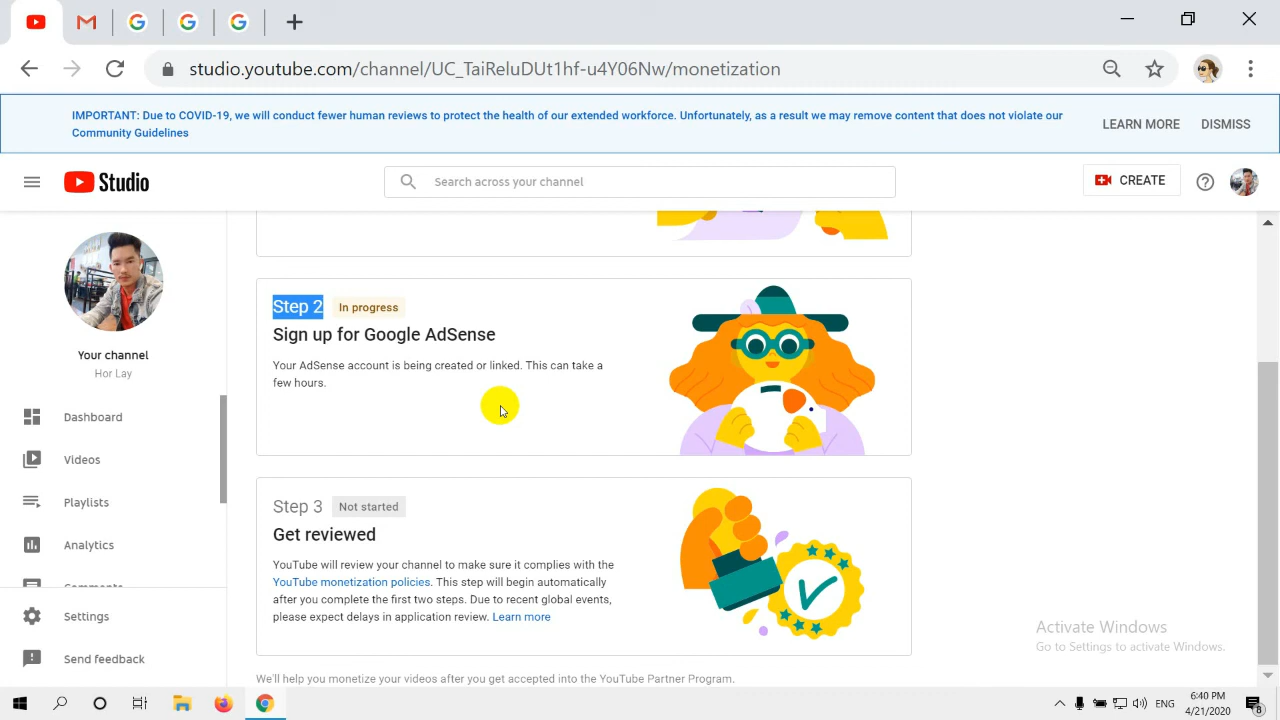 studio.youtube.com/channel/UC_TaiReluDUt1hf-u4Y06Nw/monetization
IMPORTANT: Due to COVID-19, we will conduct fewer human reviews to protect the health of our extended workforce. Unfortunately, as a result we may remove content that does not violate our
Community Guidelines
LEARN MORE
DISMISS
Studio
Search across your channel
CREATE
Your channel
Hor Lay
Dashboard
Videos
Playlists
Analytics
Comments
Settings
Send feedback
Step 2
In progress
Sign up for Google AdSense
Your AdSense account is being created or linked. This can take a
few hours.
Step 3
Not started
Get reviewed
YouTube will review your channel to make sure it complies with the
YouTube monetization policies. This step will begin automatically
after you complete the first two steps. Due to recent global events,
please expect delays in application review. Learn more
We'll help you monetize your videos after you get accepted into the YouTube Partner Program.
Activate Windows
Go to Settings to activate Windows.
ENG
6:40 PM
4/21/2020
8